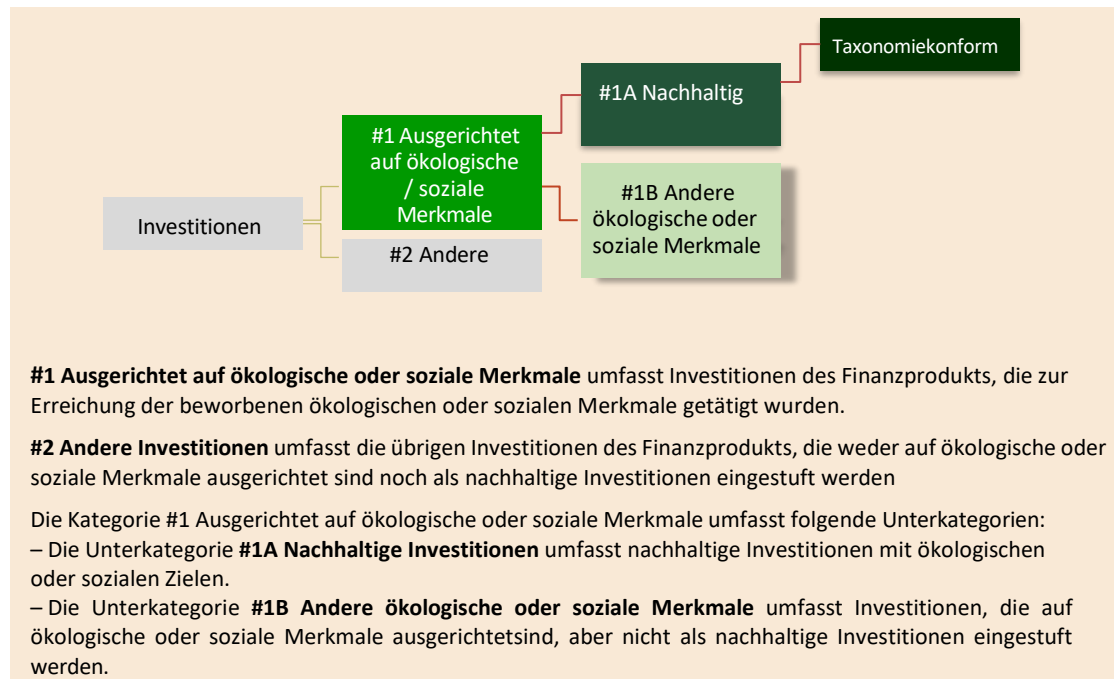 Taxonomiekonform
#1A Nachhaltig
#1 Ausgerichtet
auf ökologische
/ soziale
Merkmale
#1B Andere
ökologische oder
soziale Merkmale
Investitionen
#2 Andere
#1 Ausgerichtet auf ökologische oder soziale Merkmale umfasst Investitionen des Finanzprodukts, die zur
Erreichung der beworbenen ökologischen oder sozialen Merkmale getätigt wurden.
#2 Andere Investitionen umfasst die übrigen Investitionen des Finanzprodukts, die weder auf ökologische oder
soziale Merkmale ausgerichtet sind noch als nachhaltige Investitionen eingestuft werden
Die Kategorie #1 Ausgerichtet auf ökologische oder soziale Merkmale umfasst folgende Unterkategorien:
– Die Unterkategorie #1A Nachhaltige Investitionen umfasst nachhaltige Investitionen mit ökologischen
oder sozialen Zielen.
– Die Unterkategorie #1B Andere ökologische oder soziale Merkmale umfasst Investitionen, die auf
ökologische oder soziale Merkmale ausgerichtetsind, aber nicht als nachhaltige Investitionen eingestuft
werden.